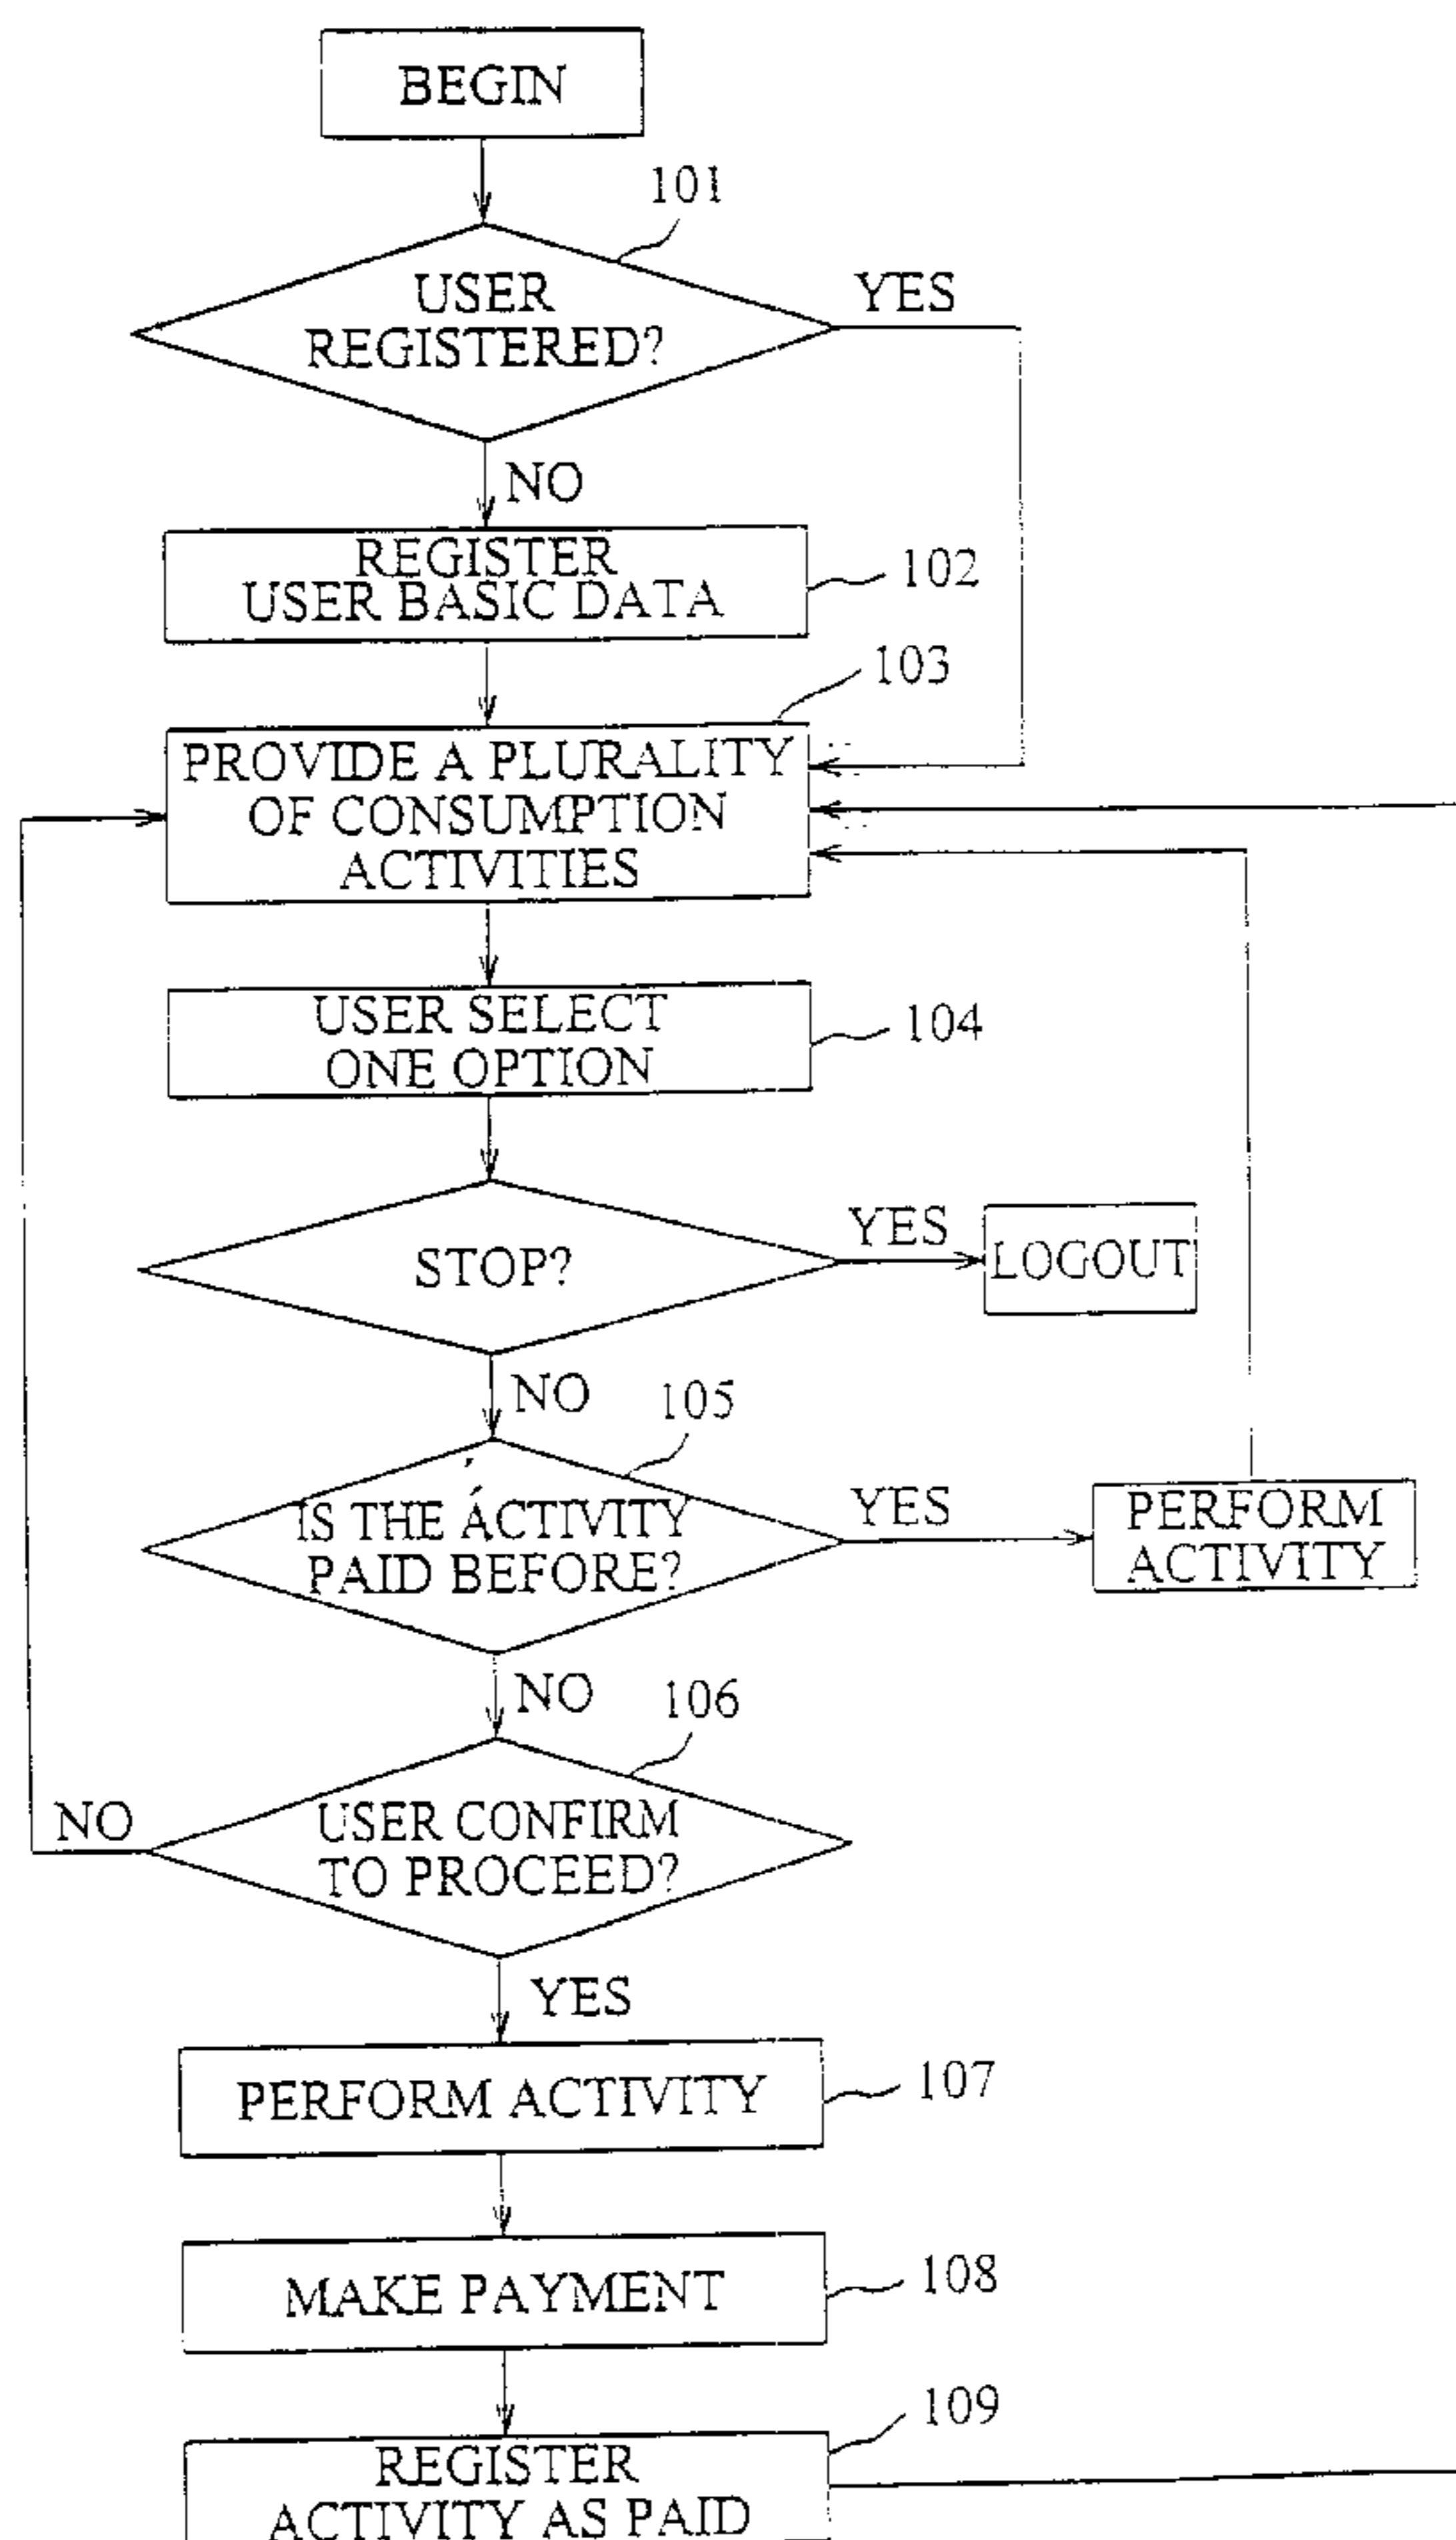 BEGIN
101
USER
REGISTERED?
YES
NO
REGISTER
USER BASIC DATA
102
103
PROVIDE A PLURALITY
OF CONSUMPTION
ACTIVITIES
USER SELECT
ONE OPTION
104
STOP?
YES
LOGOUT
NO
105
IS THE ACTIVITY
PAID BEFORE?
YES
PERFORM
ACTIVITY
NO
106
USER CONFIRM
TO PROCEED?
NO
YES
PERFORM ACTIVITY
107
MAKE PAYMENT
108
109
REGISTER
ACTIVITY AS PAID